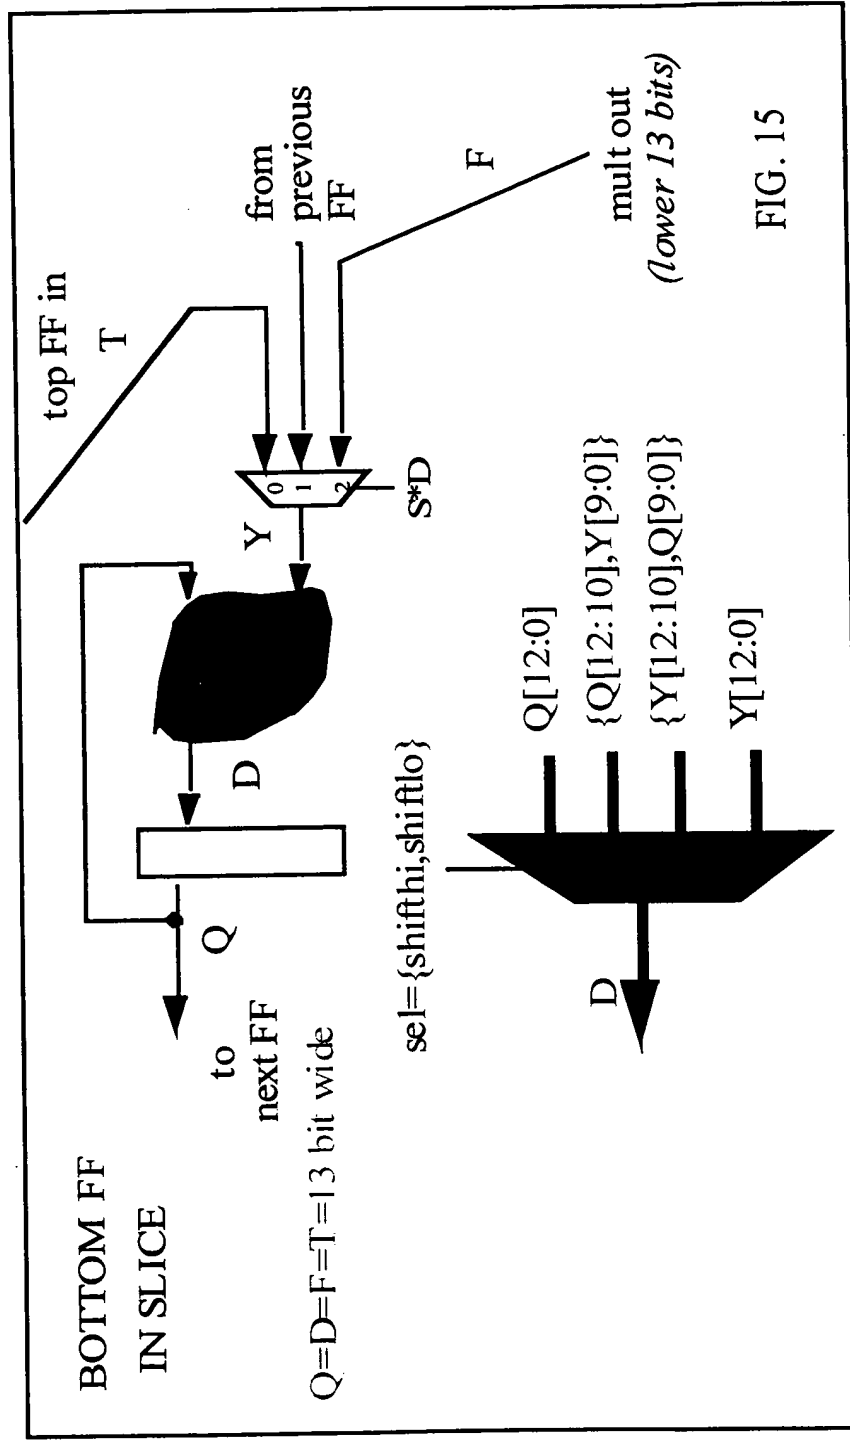 BOTTOM FF
IN SLICE
top FF in
T
from
previous
FF
F
mult out
(lower 13 bits)
0
1
2
S*D
Y
D
Q
to
next FF
Q=D=F=T=13 bit wide
sel={shifthi,shiftlo}
Q[12:0]
{Q[12:10],Y[9:0]}
{Y[12:10],Q[9:0]}
Y[12:0]
D
FIG. 15